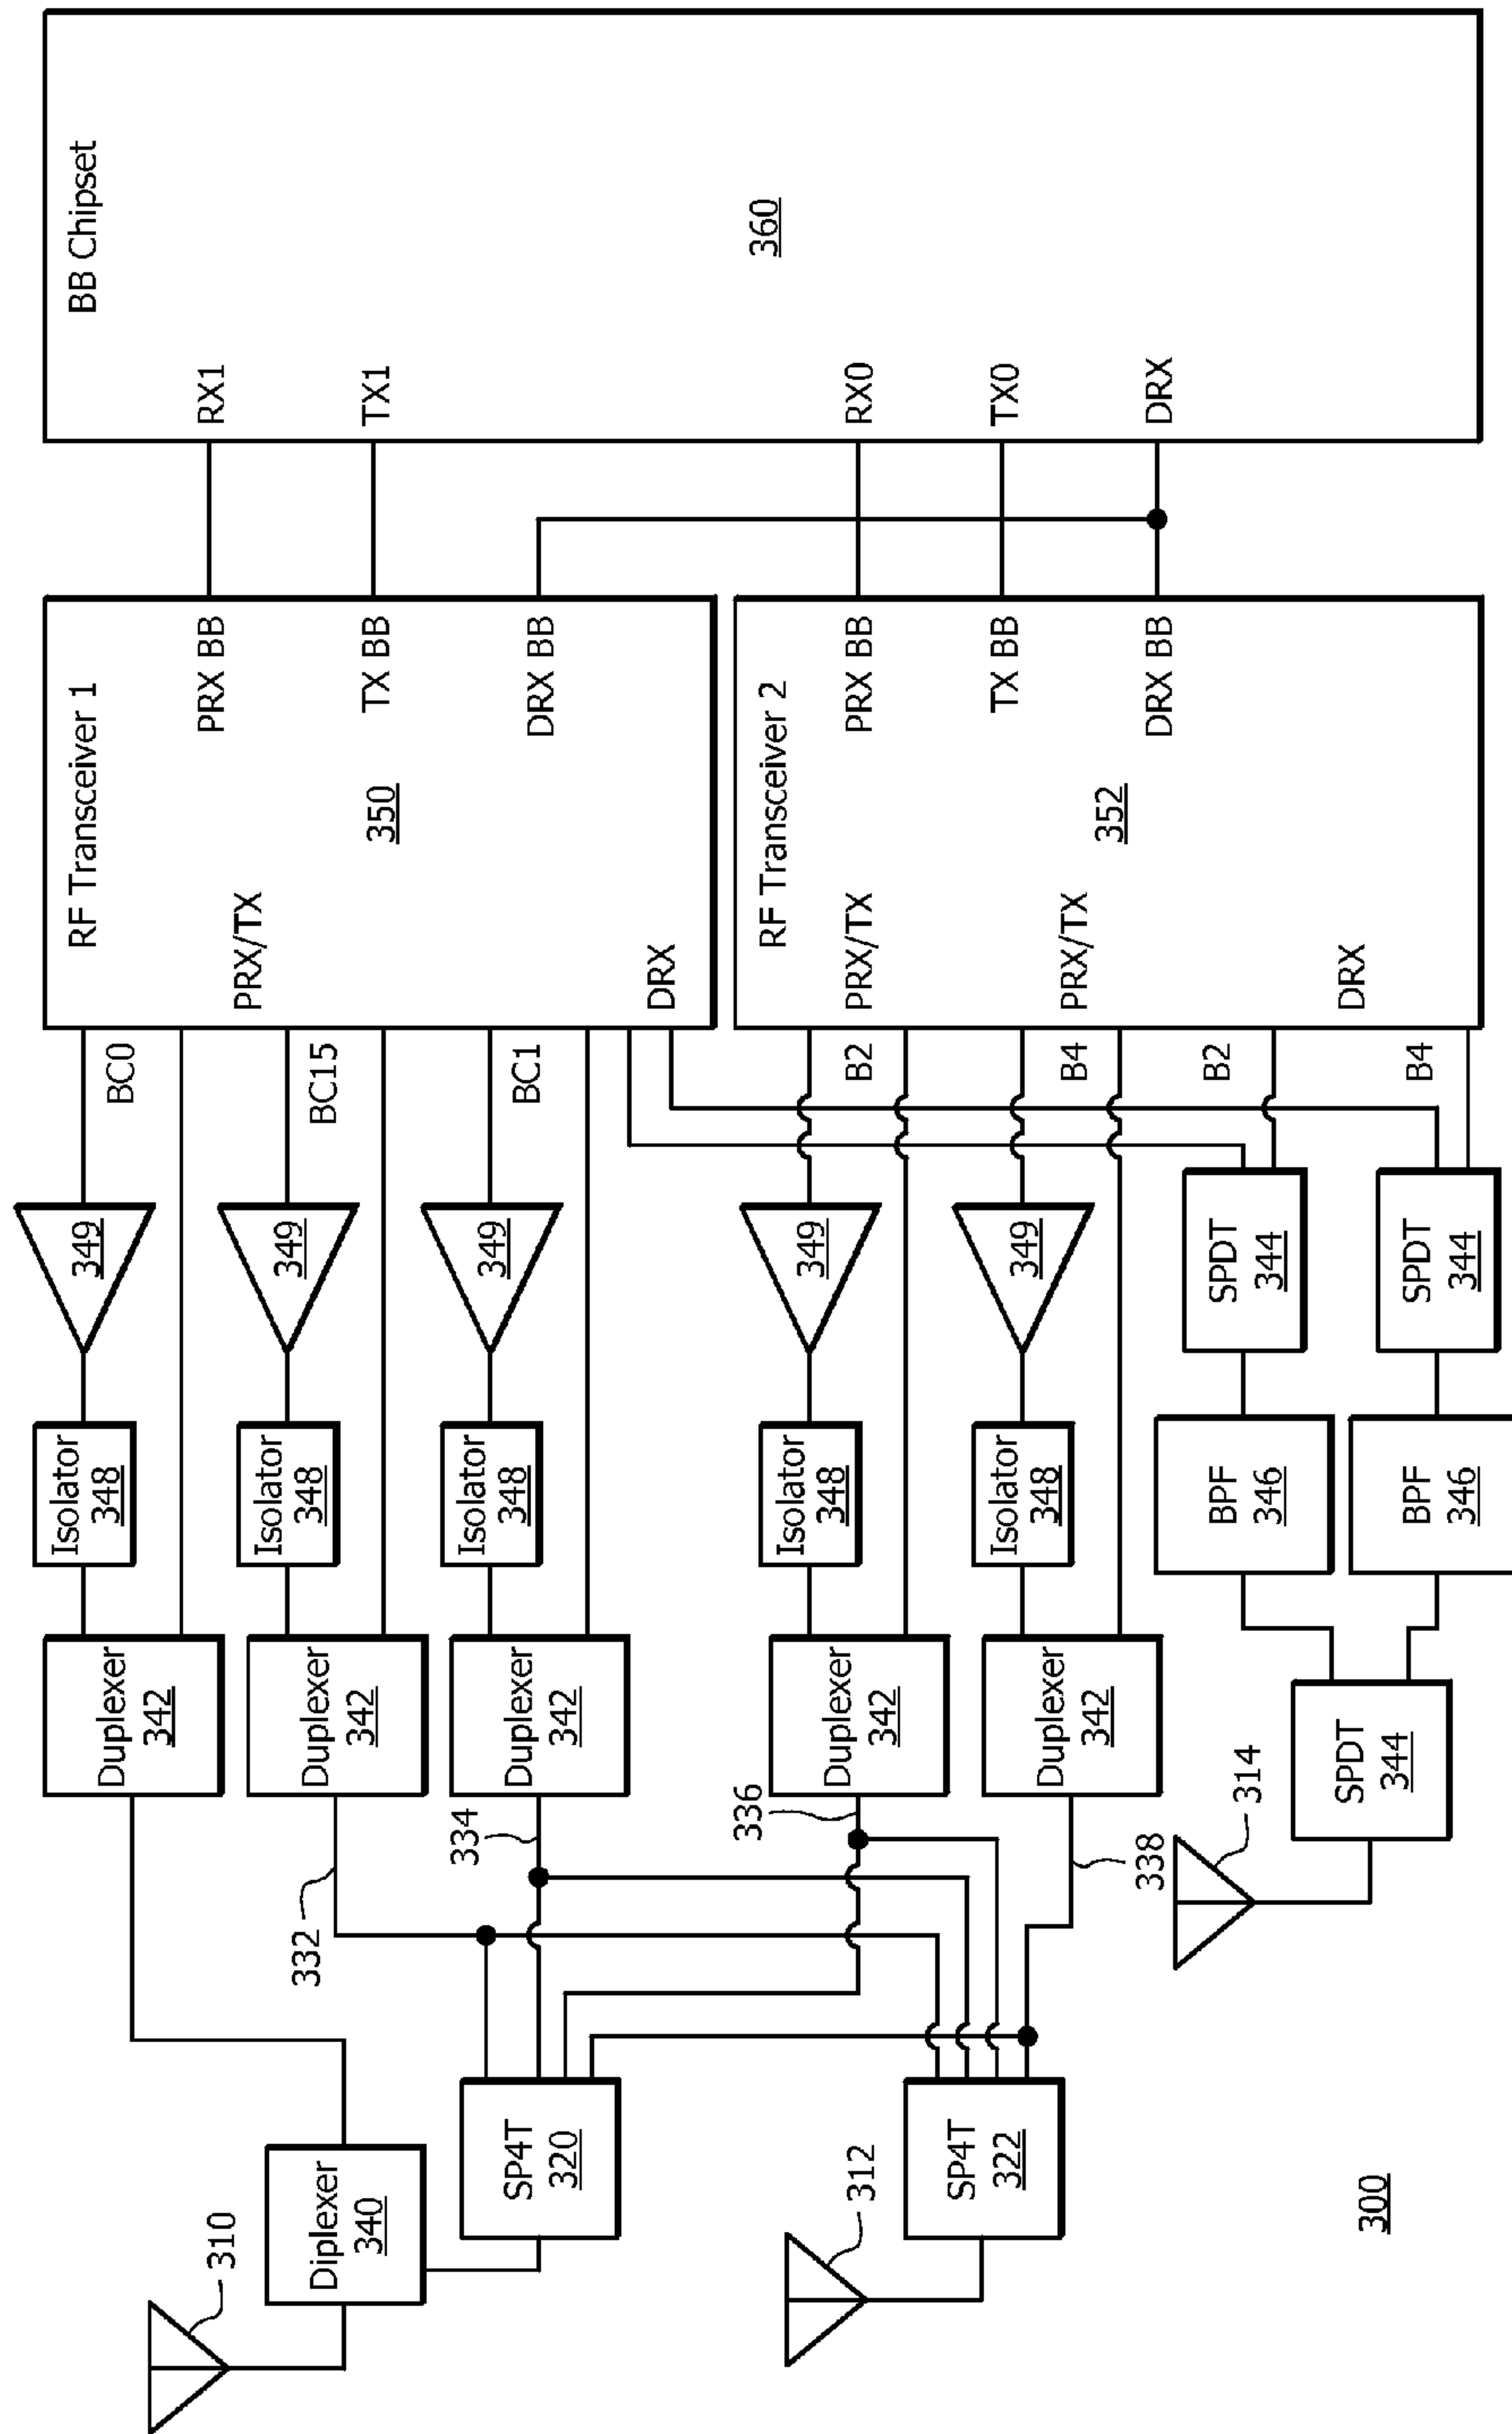 310
Diplexer
340
SP4T
320
312
SP4T
322
300
332
334
336
338
314
Duplexer
342
Duplexer
342
Duplexer
342
Duplexer
342
Duplexer
342
SPDT
344
Isolator
348
Isolator
348
Isolator
348
Isolator
348
Isolator
348
BPF
346
BPF
346
349
349
349
349
349
SPDT
344
SPDT
344
BC0
BC15
BC1
B2
B4
B2
B4
RF Transceiver 1
PRX/TX
DRX
350
PRX BB
TX BB
DRX BB
RF Transceiver 2
PRX/TX
PRX/TX
DRX
352
PRX BB
TX BB
DRX BB
BB Chipset
RX1
TX1
RX0
TX0
DRX
360